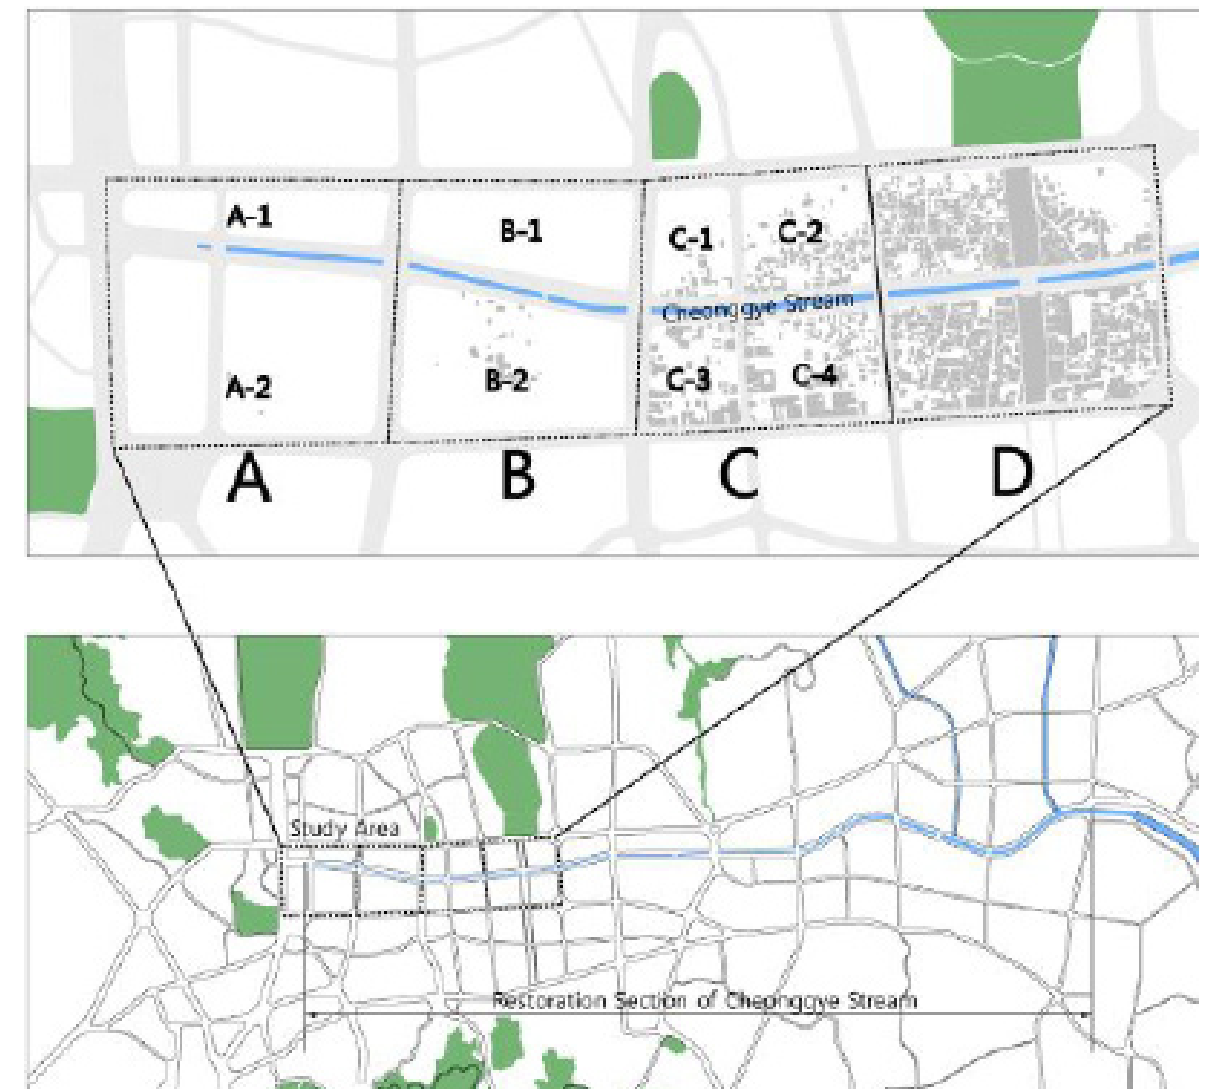 A-1
B-1
C-1
C-2
Cheonggye Stream
A-2
B-2
C-3
C-4
A
B
C
D
Study Area
Restoration Section of Cheonggye Stream